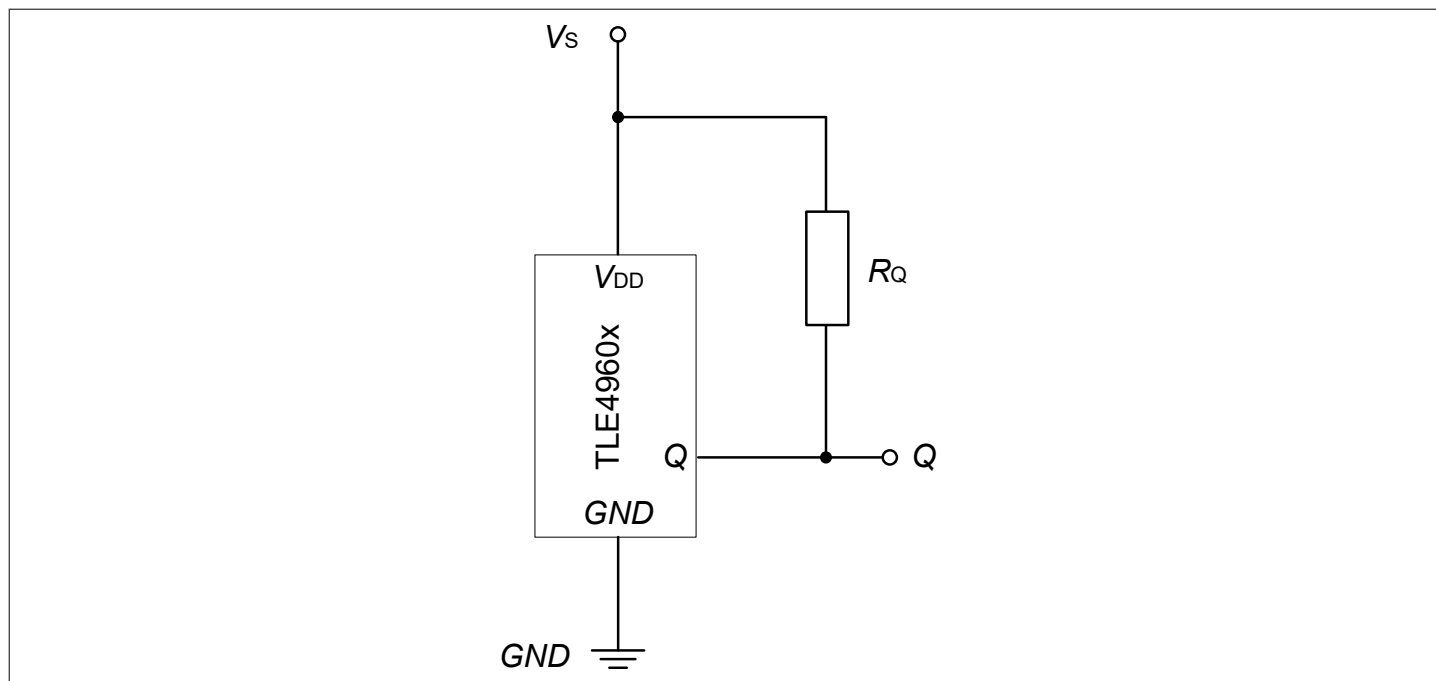 VS
VDD
RQ
TLE4960x
Q
Q
GND
GND